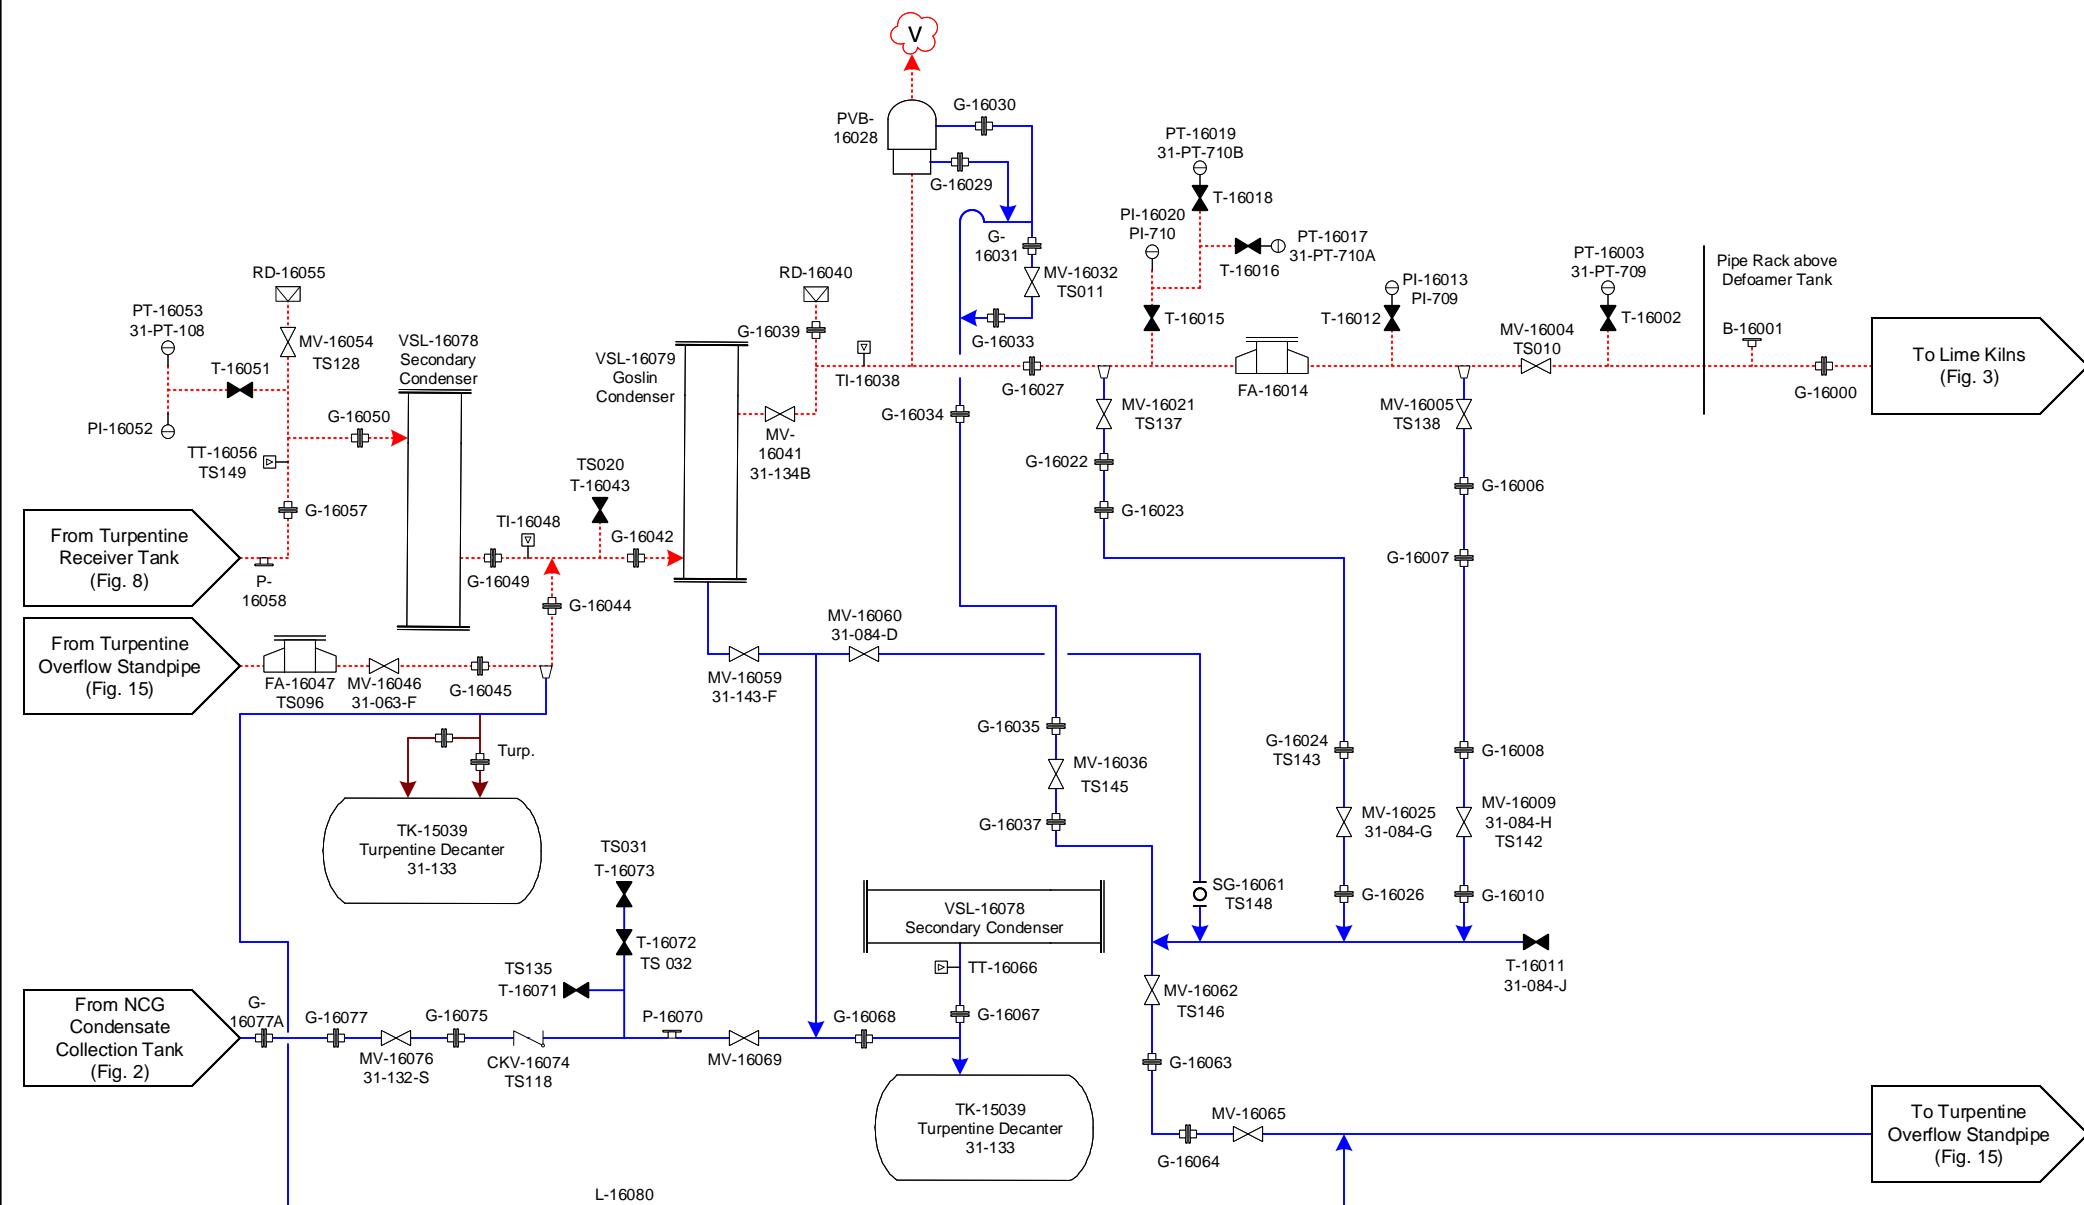 V
PVB-
16028
G-16030
G-16029
G-
16031
MV-16032
TS011
G-16033
PT-16019
31-PT-710B
T-16018
PI-16020
PI-710
PT-16017
31-PT-710A
T-16016
T-16015
PI-16013
PI-709
T-16012
PT-16003
31-PT-709
T-16002
MV-16004
TS010
Pipe Rack above
Defoamer Tank
B-16001
G-16000
To Lime Kilns
(Fig. 3)
RD-16055
PT-16053
31-PT-108
MV-16054
TS128
T-16051
PI-16052
G-16050
TT-16056
TS149
G-16057
VSL-16078
Secondary
Condenser
RD-16040
G-16039
VSL-16079
Goslin
Condenser
TI-16038
MV-
16041
31-134B
G-16034
G-16027
FA-16014
MV-16021
TS137
MV-16005
TS138
G-16022
G-16023
G-16006
G-16007
From Turpentine
Receiver Tank
(Fig. 8)
P-
16058
TI-16048
G-16049
TS020
T-16043
G-16042
G-16044
From Turpentine
Overflow Standpipe
(Fig. 15)
FA-16047
TS096
MV-16046
31-063-F
G-16045
MV-16059
31-143-F
MV-16060
31-084-D
Turp.
TK-15039
Turpentine Decanter
31-133
G-16035
MV-16036
TS145
G-16037
G-16024
TS143
MV-16025
31-084-G
G-16026
G-16008
MV-16009
31-084-H
TS142
G-16010
SG-16061
TS148
T-16011
31-084-J
TS031
T-16073
T-16072
TS 032
TS135
T-16071
VSL-16078
Secondary Condenser
TT-16066
G-16067
MV-16062
TS146
G-16063
From NCG
Condensate
Collection Tank
(Fig. 2)
G-
16077A
G-16077
MV-16076
31-132-S
G-16075
CKV-16074
TS118
P-16070
MV-16069
G-16068
TK-15039
Turpentine Decanter
31-133
MV-16065
G-16064
To Turpentine
Overflow Standpipe
(Fig. 15)
L-16080